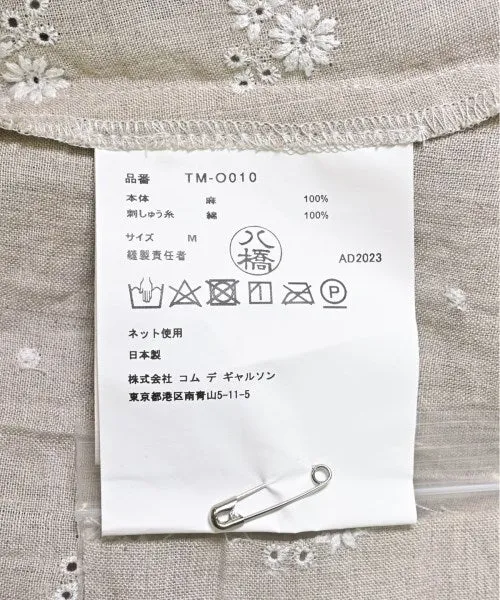 品番 TM-O010
本体 麻 100%
刺しゅう糸 綿 100%
サイズ M
縫製責任者 八橋 AD2023
P
ネット使用
日本製
株式会社 コム デ ギャルソン
東京都港区南青山5-11-5